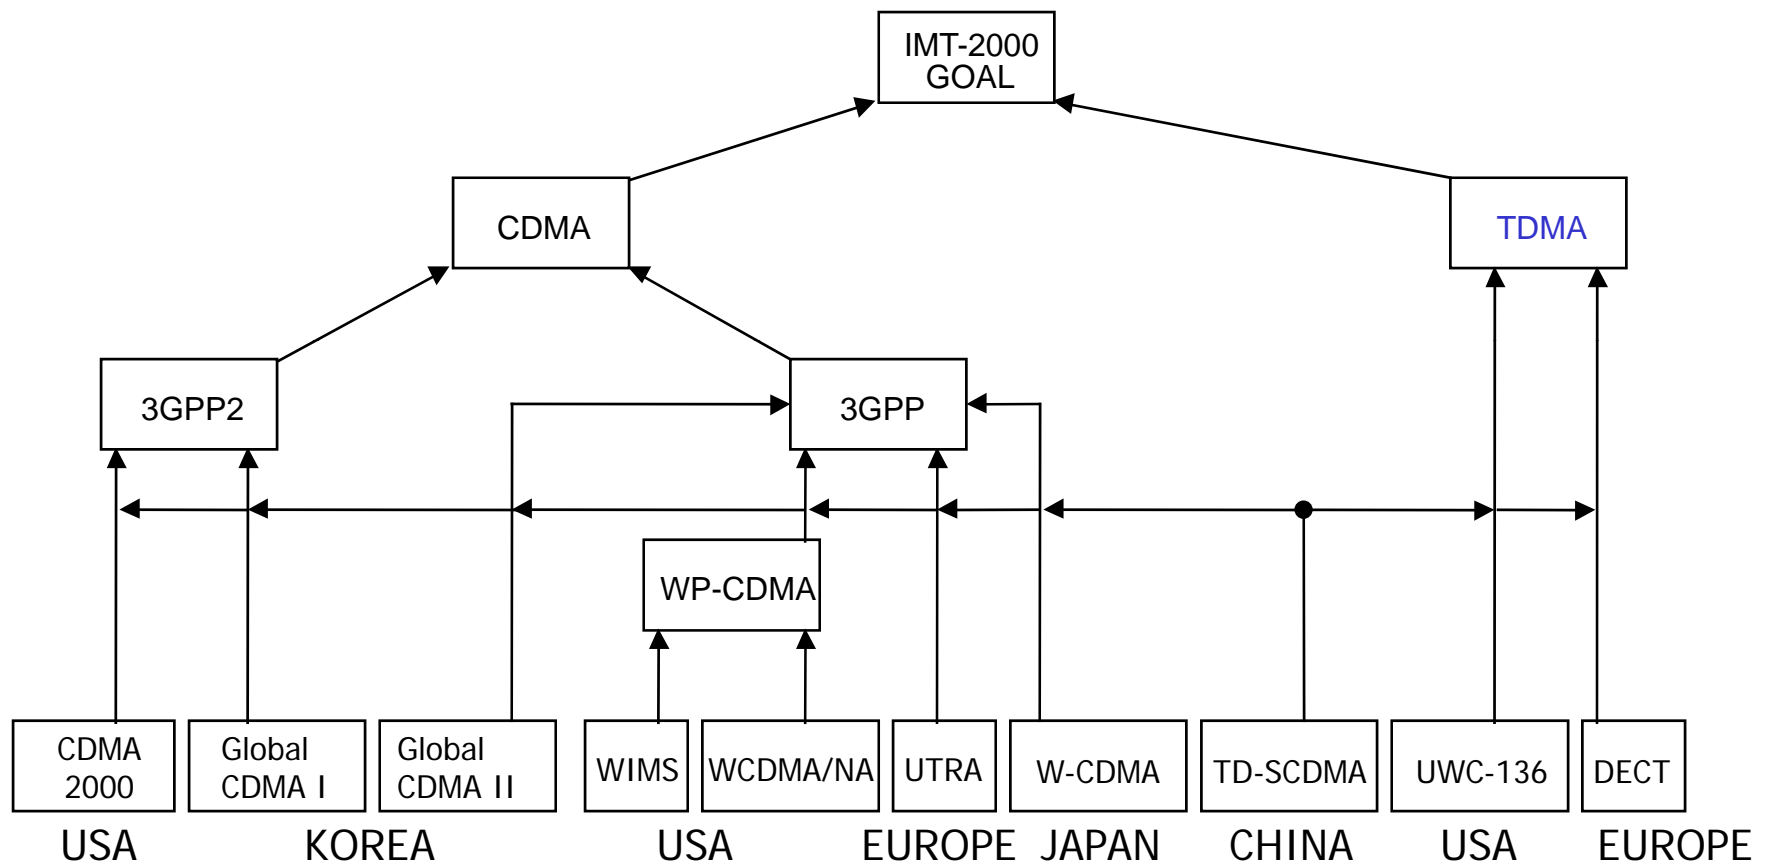 IMT-2000
GOAL
CDMA
TDMA
3GPP2
3GPP
WP-CDMA
CDMA
2000
Global
CDMA I
Global
CDMA II
WIMS
WCDMA/NA
UTRA
W-CDMA
TD-SCDMA
UWC-136
DECT
USA
KOREA
USA
EUROPE
JAPAN
CHINA
USA
EUROPE